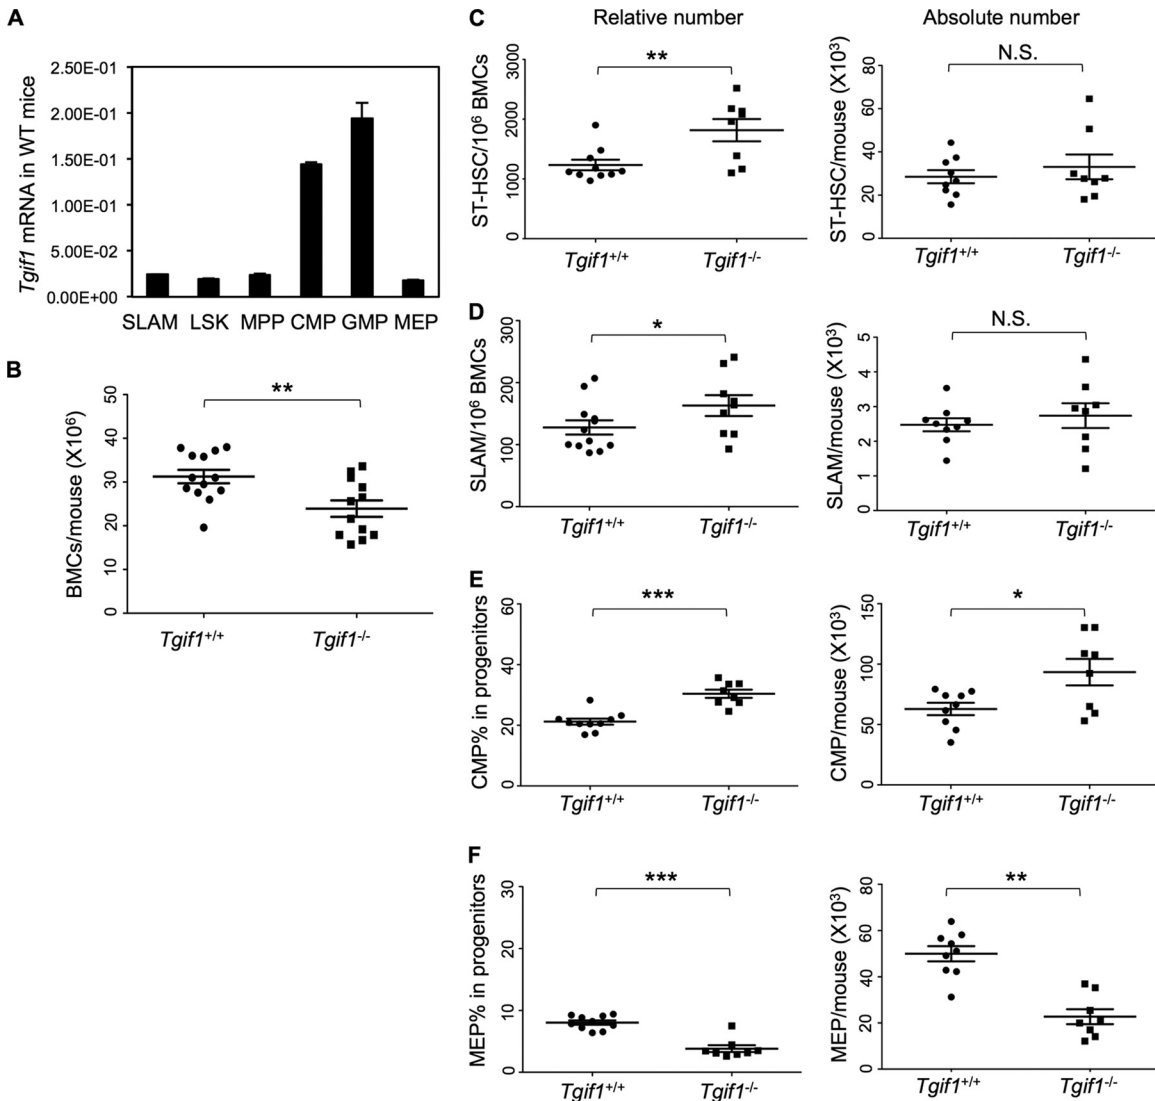 A
Tgif1 mRNA in WT mice
2.50E-01
2.00E-01
1.50E-01
1.00E-01
5.00E-02
0.00E+00
SLAM LSK MPP CMP GMP MEP
B
BMCs/mouse (X10⁶)
50
40
30
20
10
0
**
Tgif1+/+ Tgif1-/-
Relative number
Absolute number
C
ST-HSC/10⁶ BMCs
3000
2000
1000
0
**
Tgif1+/+ Tgif1-/-
ST-HSC/mouse (X10³)
80
60
40
20
0
N.S.
Tgif1+/+ Tgif1-/-
D
SLAM/10⁶ BMCs
300
200
100
0
*
Tgif1+/+ Tgif1-/-
SLAM/mouse (X10³)
5
4
3
2
1
0
N.S.
Tgif1+/+ Tgif1-/-
E
CMP% in progenitors
60
40
20
0
***
Tgif1+/+ Tgif1-/-
CMP/mouse (X10³)
150
100
50
0
*
Tgif1+/+ Tgif1-/-
F
MEP% in progenitors
30
20
10
0
***
Tgif1+/+ Tgif1-/-
MEP/mouse (X10³)
80
60
40
20
0
**
Tgif1+/+ Tgif1-/-